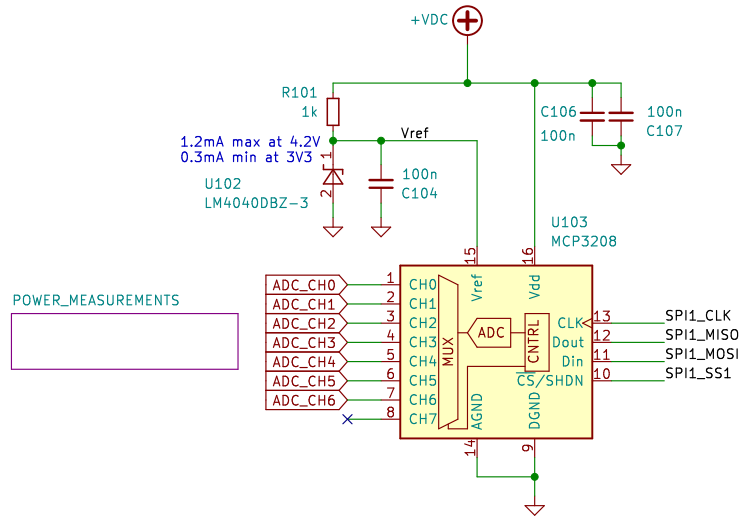 +VDC
R101
1k
C106
100n
100n
C107
1.2mA max at 4.2V
0.3mA min at 3V3
Vref
1
2
U102
LM4040DBZ-3
100n
C104
U103
MCP3208
15
16
Vref
Vdd
POWER_MEASUREMENTS
ADC_CH0 1 CH0
ADC_CH1 2 CH1
ADC_CH2 3 CH2
ADC_CH3 4 CH3
ADC_CH4 5 CH4
ADC_CH5 6 CH5
ADC_CH6 7 CH6
8 CH7
MUX
ADC
CNTRL
CLK 13 SPI1_CLK
Dout 12 SPI1_MISO
Din 11 SPI1_MOSI
CS/SHDN 10 SPI1_SS1
AGND
DGND
14
9